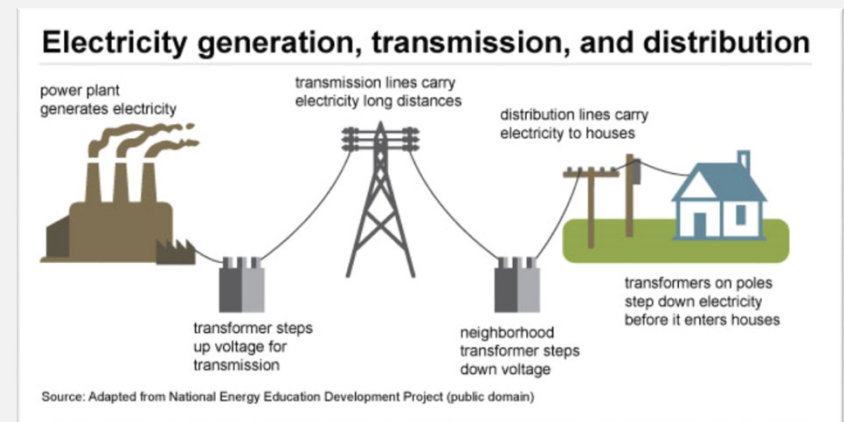 Electricity generation, transmission, and distribution
power plant
generates electricity
transmission lines carry
electricity long distances
distribution lines carry
electricity to houses
transformer steps
up voltage for
transmission
neighborhood
transformer steps
down voltage
transformers on poles
step down electricity
before it enters houses
Source: Adapted from National Energy Education Development Project (public domain)